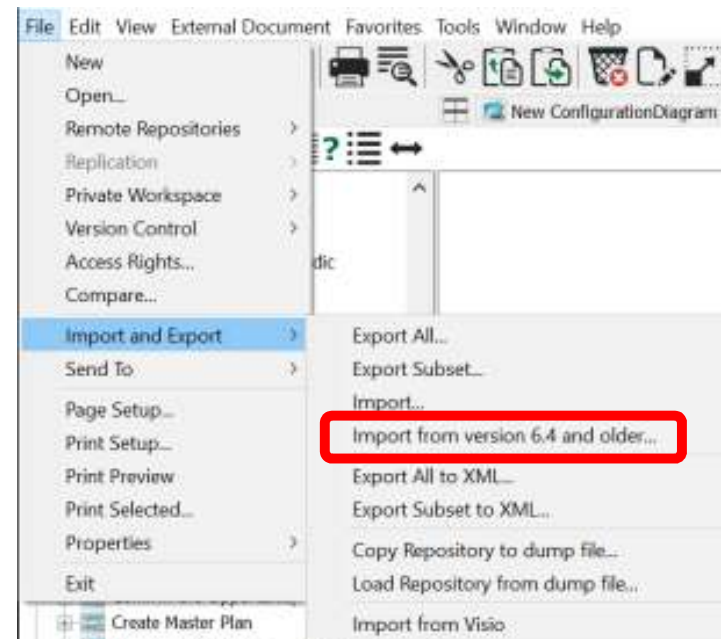 File Edit View External Document Favorites Tools Window Help
New
Open...
Remote Repositories
Replication
Private Workspace
Version Control
Access Rights...
Compare...
Import and Export
Send To
Page Setup...
Print Setup...
Print Preview
Print Selected...
Properties
Exit
New ConfigurationDiagram
?
dic
Export All...
Export Subset...
Import...
Import from version 6.4 and older...
Export All to XML...
Export Subset to XML...
Copy Repository to dump file...
Load Repository from dump file...
Import from Visio
Create Master Plan